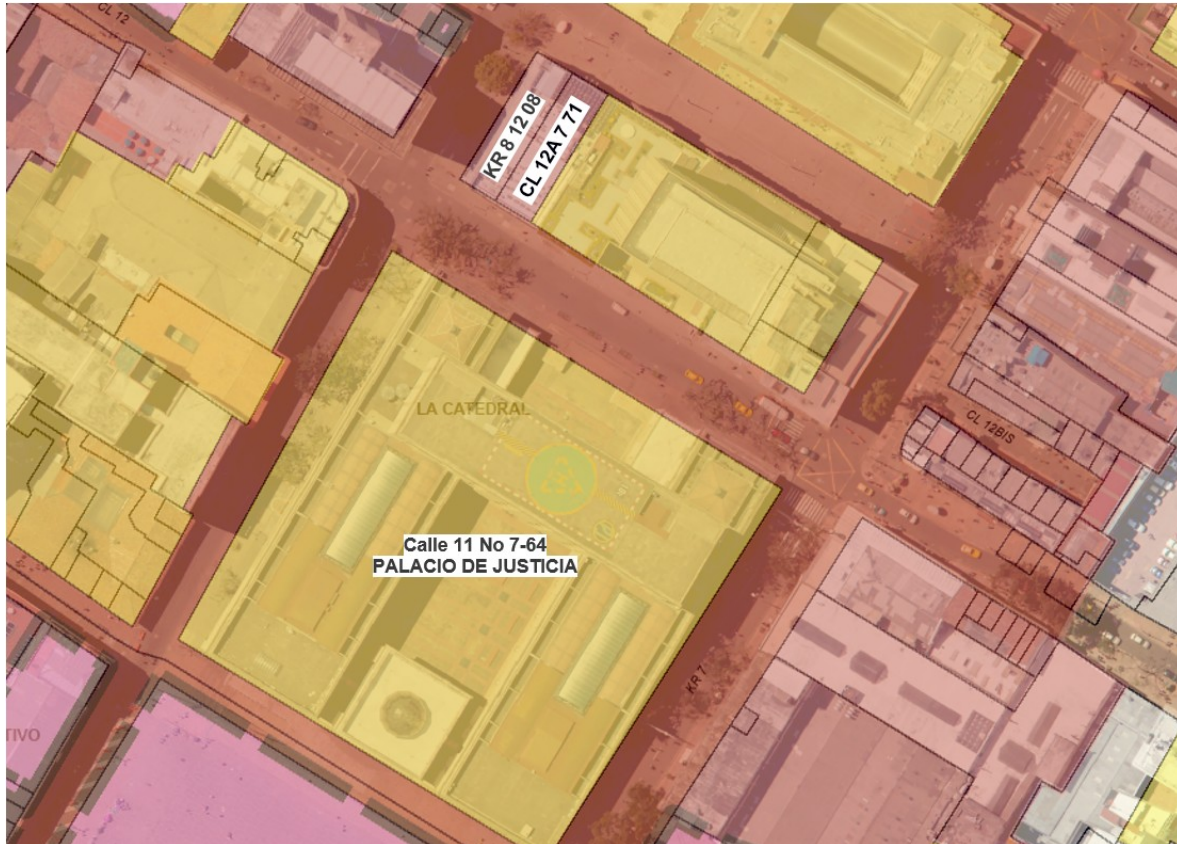 CL 12
KR 8 12 08
CL 12A 7 71
LA CATEDRAL
CL 12BIS
Calle 11 No 7-64
PALACIO DE JUSTICIA
KR 7
TIVO